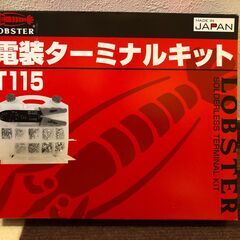 LOBSTER
MADE IN
JAPAN
電装ターミナルキット
T115
LOBSTER
SOLDERLESS TERMINAL KIT